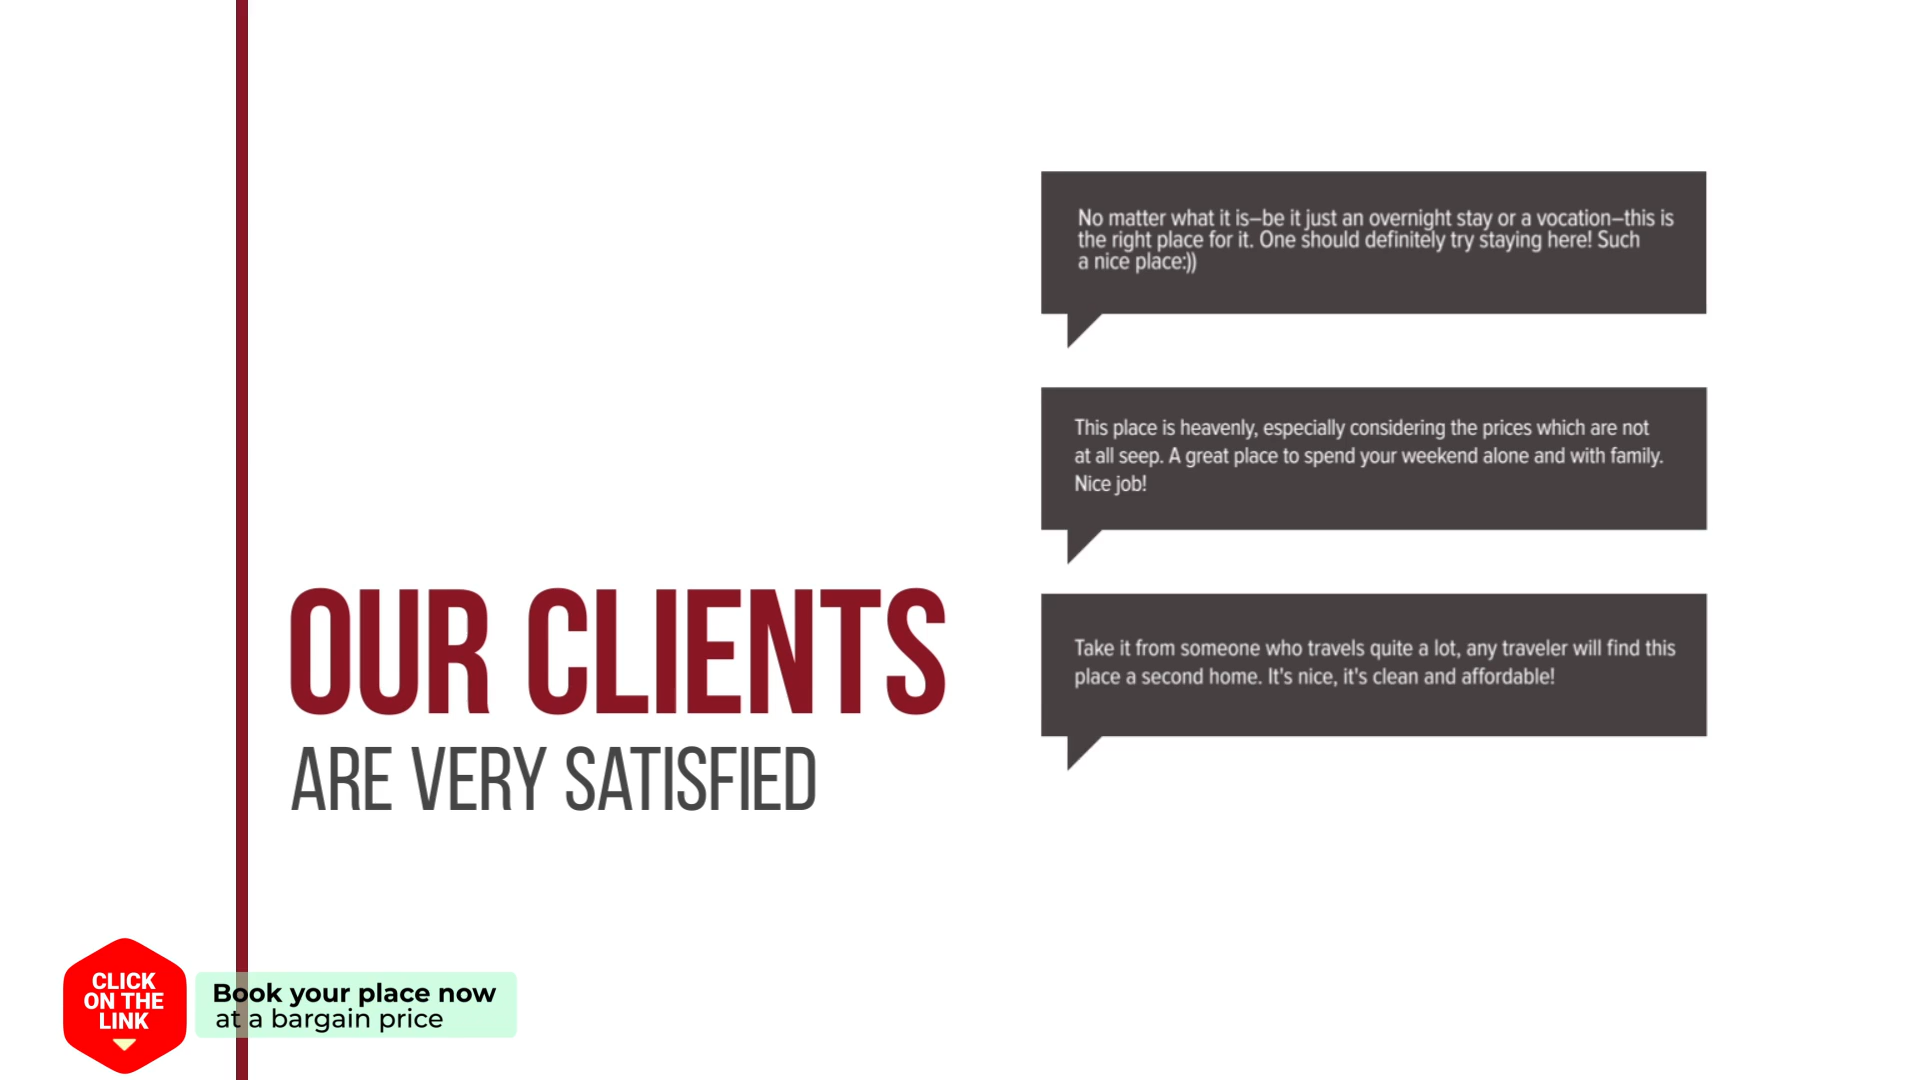 No matter what it is–be it just an overnight stay or a vocation–this is
the right place for it. One should definitely try staying here! Such
a nice place:))
This place is heavenly, especially considering the prices which are not
at all seep. A great place to spend your weekend alone and with family.
Nice job!
Take it from someone who travels quite a lot, any traveler will find this
place a second home. It's nice, it's clean and affordable!
OUR CLIENTS
ARE VERY SATISFIED
CLICK
ON THE
LINK
Book your place now
at a bargain price